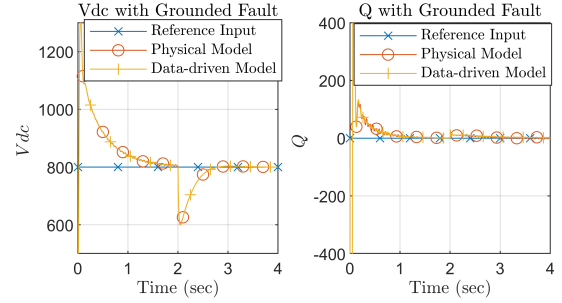 Vdc with Grounded Fault
Reference Input
Physical Model
Data-driven Model
1200
1000
800
600
Vdc
0
1
2
3
4
Time (sec)
Q with Grounded Fault
Reference Input
Physical Model
Data-driven Model
400
200
0
-200
-400
Q
0
1
2
3
4
Time (sec)